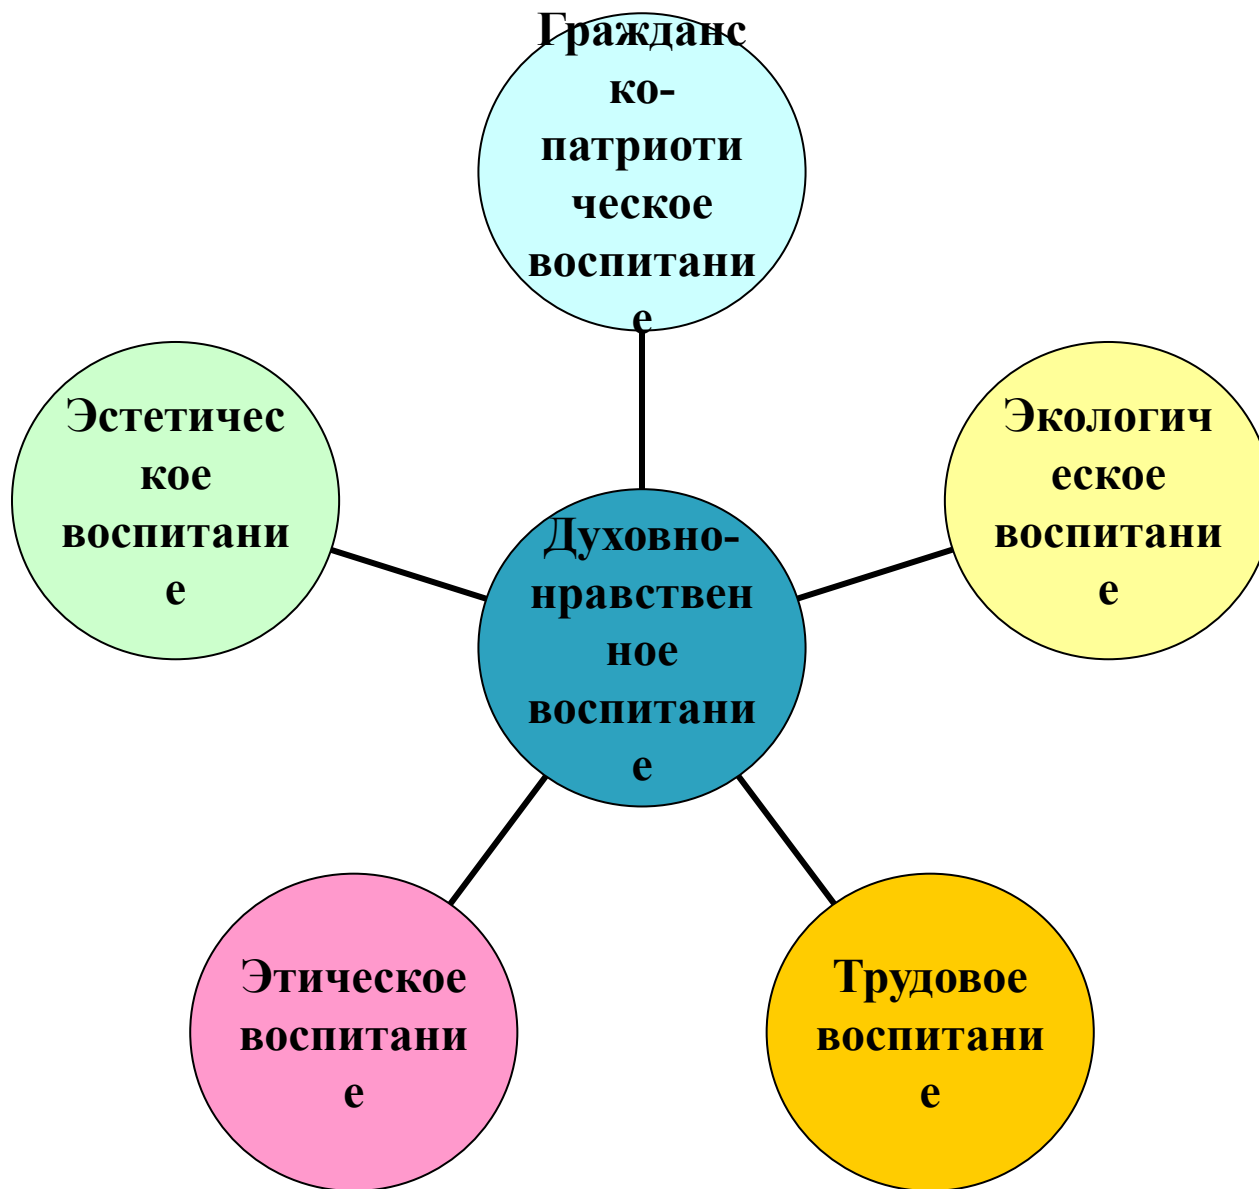 Гражданс
ко-
патриоти
ческое
воспитани
е
Эстетичес
кое
воспитани
е
Экологич
еское
воспитани
е
Духовно-
нравствен
ное
воспитани
е
Этическое
воспитани
е
Трудовое
воспитани
е